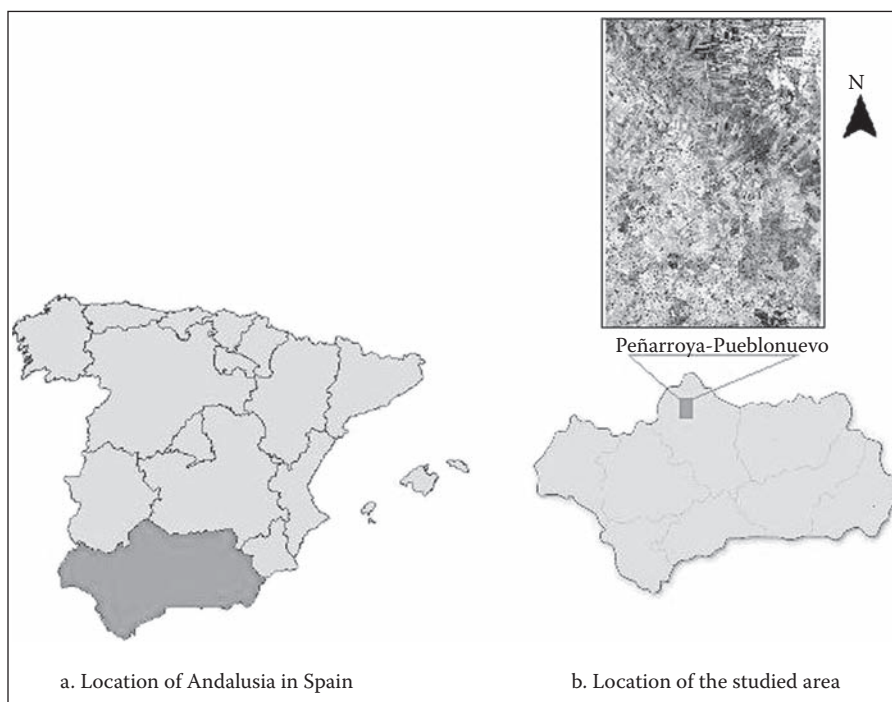 N
Peñarroya-Pueblonuevo
a. Location of Andalusia in Spain
b. Location of the studied area